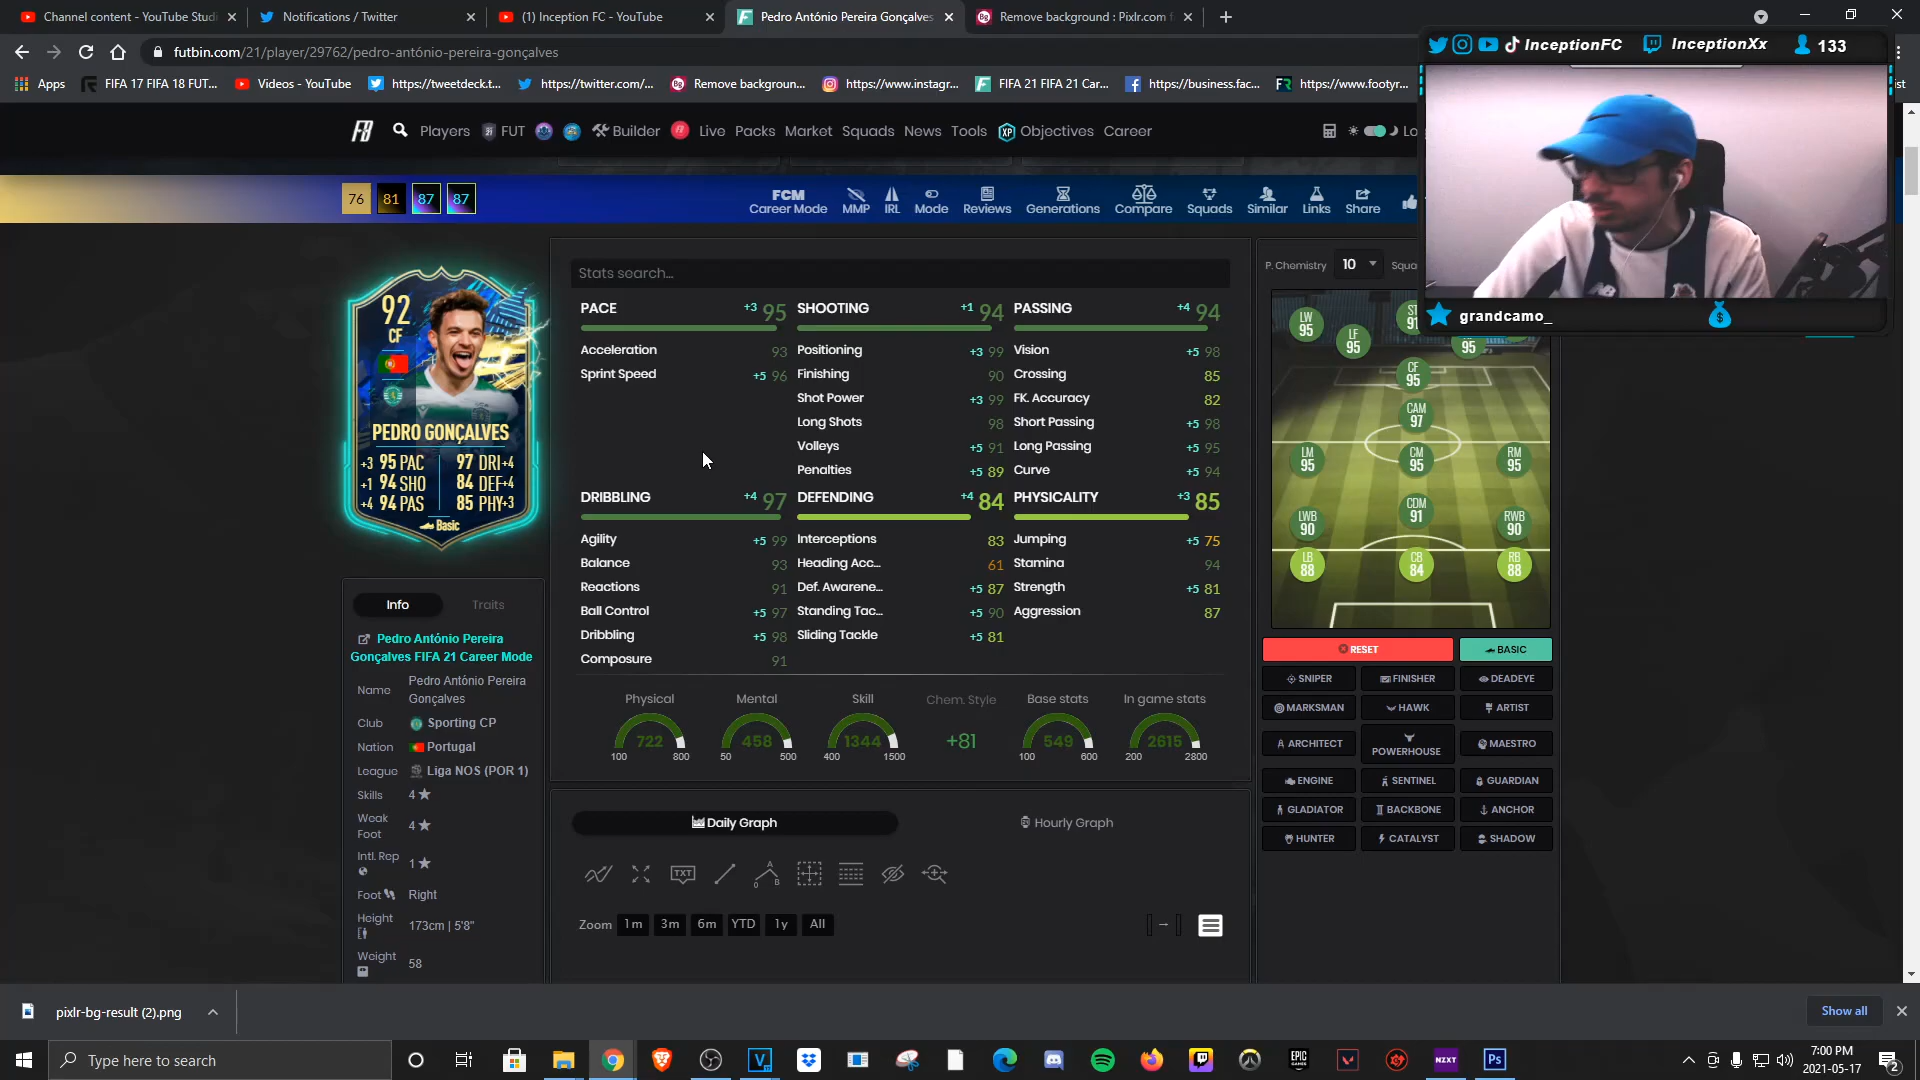 Channel content - YouTube Studi
Notifications / Twitter
(1) Inception FC - YouTube
Pedro António Pereira Gonçalves
Remove background : Pixlr.com f
futbin.com/21/player/29762/pedro-antónio-pereira-gonçalves
Apps
FIFA 17 FIFA 18 FUT...
Videos - YouTube
https://tweetdeck.t...
https://twitter.com/...
Remove backgroun...
https://www.instagr...
FIFA 21 FIFA 21 Car...
https://business.fac...
https://www.footyr...
ist
InceptionFC
InceptionXx
133
grandcamo_
Players
FUT
Builder
Live
Packs
Market
Squads
News
Tools
XP Objectives
Career
Lo
76 81 87 87
FCM
Career Mode
MMP
IRL
Mode
Reviews
Generations
Compare
Squads
Similar
Links
Share
92
CF
PEDRO GONÇALVES
+3 95 PAC 97 DRI+4
+1 94 SHO 84 DEF+4
+4 94 PAS 85 PHY+3
Basic
Stats search...
PACE +3 95
Acceleration 93
Sprint Speed +5 96
SHOOTING +1 94
Positioning +3 99
Finishing 90
Shot Power +3 99
Long Shots 98
Volleys +5 91
Penalties +5 89
PASSING +4 94
Vision +5 98
Crossing 85
FK. Accuracy 82
Short Passing +5 98
Long Passing +5 95
Curve +5 94
DRIBBLING +4 97
Agility +5 99
Balance 93
Reactions 91
Ball Control +5 97
Dribbling +5 98
Composure 91
DEFENDING +4 84
Interceptions 83
Heading Acc... 61
Def. Awarene... +5 87
Standing Tac... +5 90
Sliding Tackle +5 81
PHYSICALITY +3 85
Jumping +5 75
Stamina 94
Strength +5 81
Aggression 87
Physical
722
100 800
Mental
458
50 500
Skill
1344
400 1500
Chem. Style
+81
Base stats
549
100 600
In game stats
2615
200 2800
P. Chemistry 10 Squa
LW 95
LF 95
ST 91
95
CF 95
CAM 97
LM 95
CM 95
RM 95
LWB 90
CDM 91
RWB 90
LB 88
CB 84
RB 88
RESET
BASIC
SNIPER
FINISHER
DEADEYE
MARKSMAN
HAWK
ARTIST
ARCHITECT
POWERHOUSE
MAESTRO
ENGINE
SENTINEL
GUARDIAN
GLADIATOR
BACKBONE
ANCHOR
HUNTER
CATALYST
SHADOW
Info
Traits
Pedro António Pereira
Gonçalves FIFA 21 Career Mode
Name Pedro António Pereira Gonçalves
Club Sporting CP
Nation Portugal
League Liga NOS (POR 1)
Skills 4
Weak Foot 4
Intl. Rep 1
Foot Right
Height 173cm | 5'8"
Weight 58
Daily Graph
Hourly Graph
TXT
A
B
Zoom 1m 3m 6m YTD 1y All
pixlr-bg-result (2).png
Show all
Type here to search
EPIC GAMES
NZXT
Ps
7:00 PM
2021-05-17
2